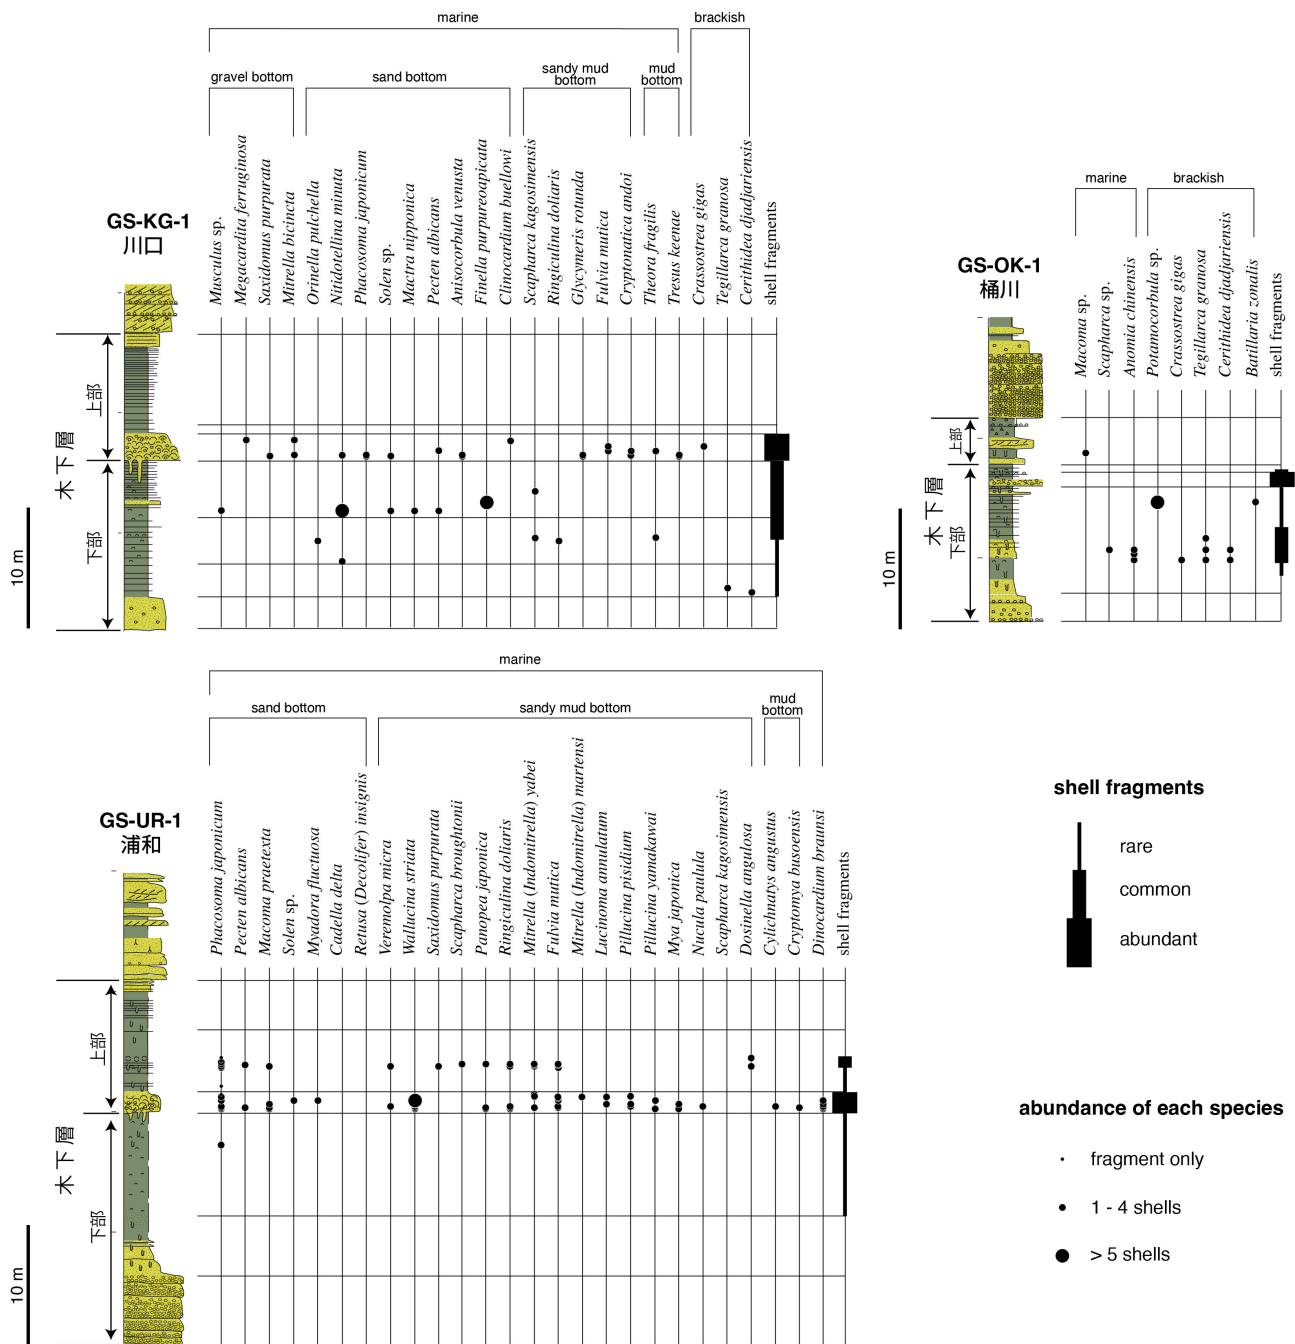 marine
brackish
gravel bottom
sand bottom
sandy mud
bottom
mud
bottom
Musculus sp.
Megacardita ferruginosa
Saxidomus purpurata
Mitrella bicincta
Orinella pulchella
Nitidotellina minuta
Phacosoma japonicum
Solen sp.
Mactra nipponica
Pecten albicans
Anisocorbula venusta
Finella purpureoapicata
Clinocardium buellowi
Scapharca kagosimensis
Ringiculina doliaris
Glycymeris rotunda
Fulvia mutica
Cryptonatica andoi
Theora fragilis
Tresus keenae
Crassostrea gigas
Tegillarca granosa
Cerithidea djadjariensis
shell fragments
GS-KG-1
川口
上部
木下層
下部
10 m
marine
brackish
Macoma sp.
Scapharca sp.
Anomia chinensis
Potamocorbula sp.
Crassostrea gigas
Tegillarca granosa
Cerithidea djadjariensis
Batillaria zonalis
shell fragments
GS-OK-1
桶川
上部
木下層
下部
10 m
marine
sand bottom
sandy mud bottom
mud
bottom
Phacosoma japonicum
Pecten albicans
Macoma praetexta
Solen sp.
Myadora fluctuosa
Cadella delta
Retusa (Decolifer) insignis
Veremolpa micra
Wallucina striata
Saxidomus purpurata
Scapharca broughtonii
Panopea japonica
Ringiculina doliaris
Mitrella (Indomitrella) yabei
Fulvia mutica
Mitrella (Indomitrella) martensi
Lucinoma annulatum
Pillucina pisidium
Pillucina yamakawai
Mya japonica
Nucula paulula
Scapharca kagosimensis
Dosinella angulosa
Cylichnatys angustus
Cryptomya busoensis
Dinocardium braunsi
shell fragments
GS-UR-1
浦和
上部
木下層
下部
10 m
shell fragments
rare
common
abundant
abundance of each species
fragment only
1 - 4 shells
> 5 shells